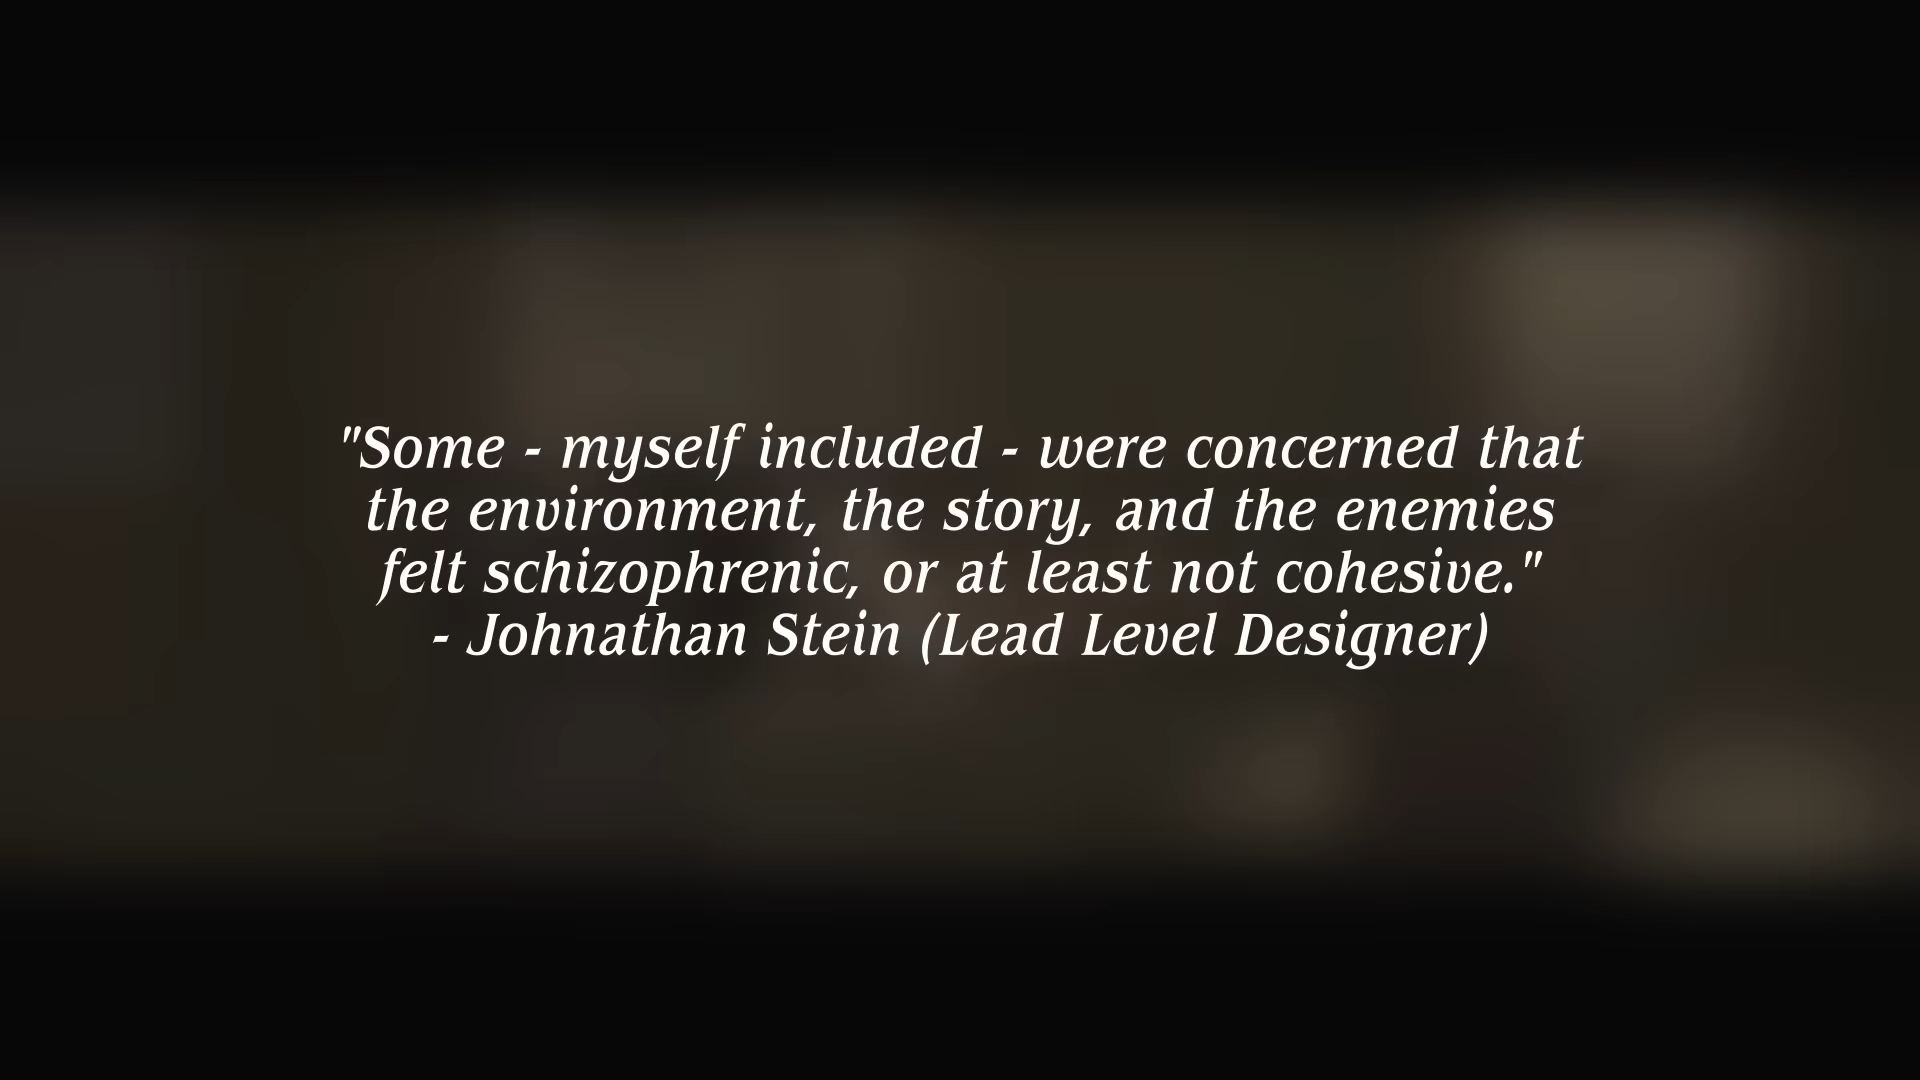 "Some - myself included - were concerned that
the environment, the story, and the enemies
felt schizophrenic, or at least not cohesive."
- Johnathan Stein (Lead Level Designer)